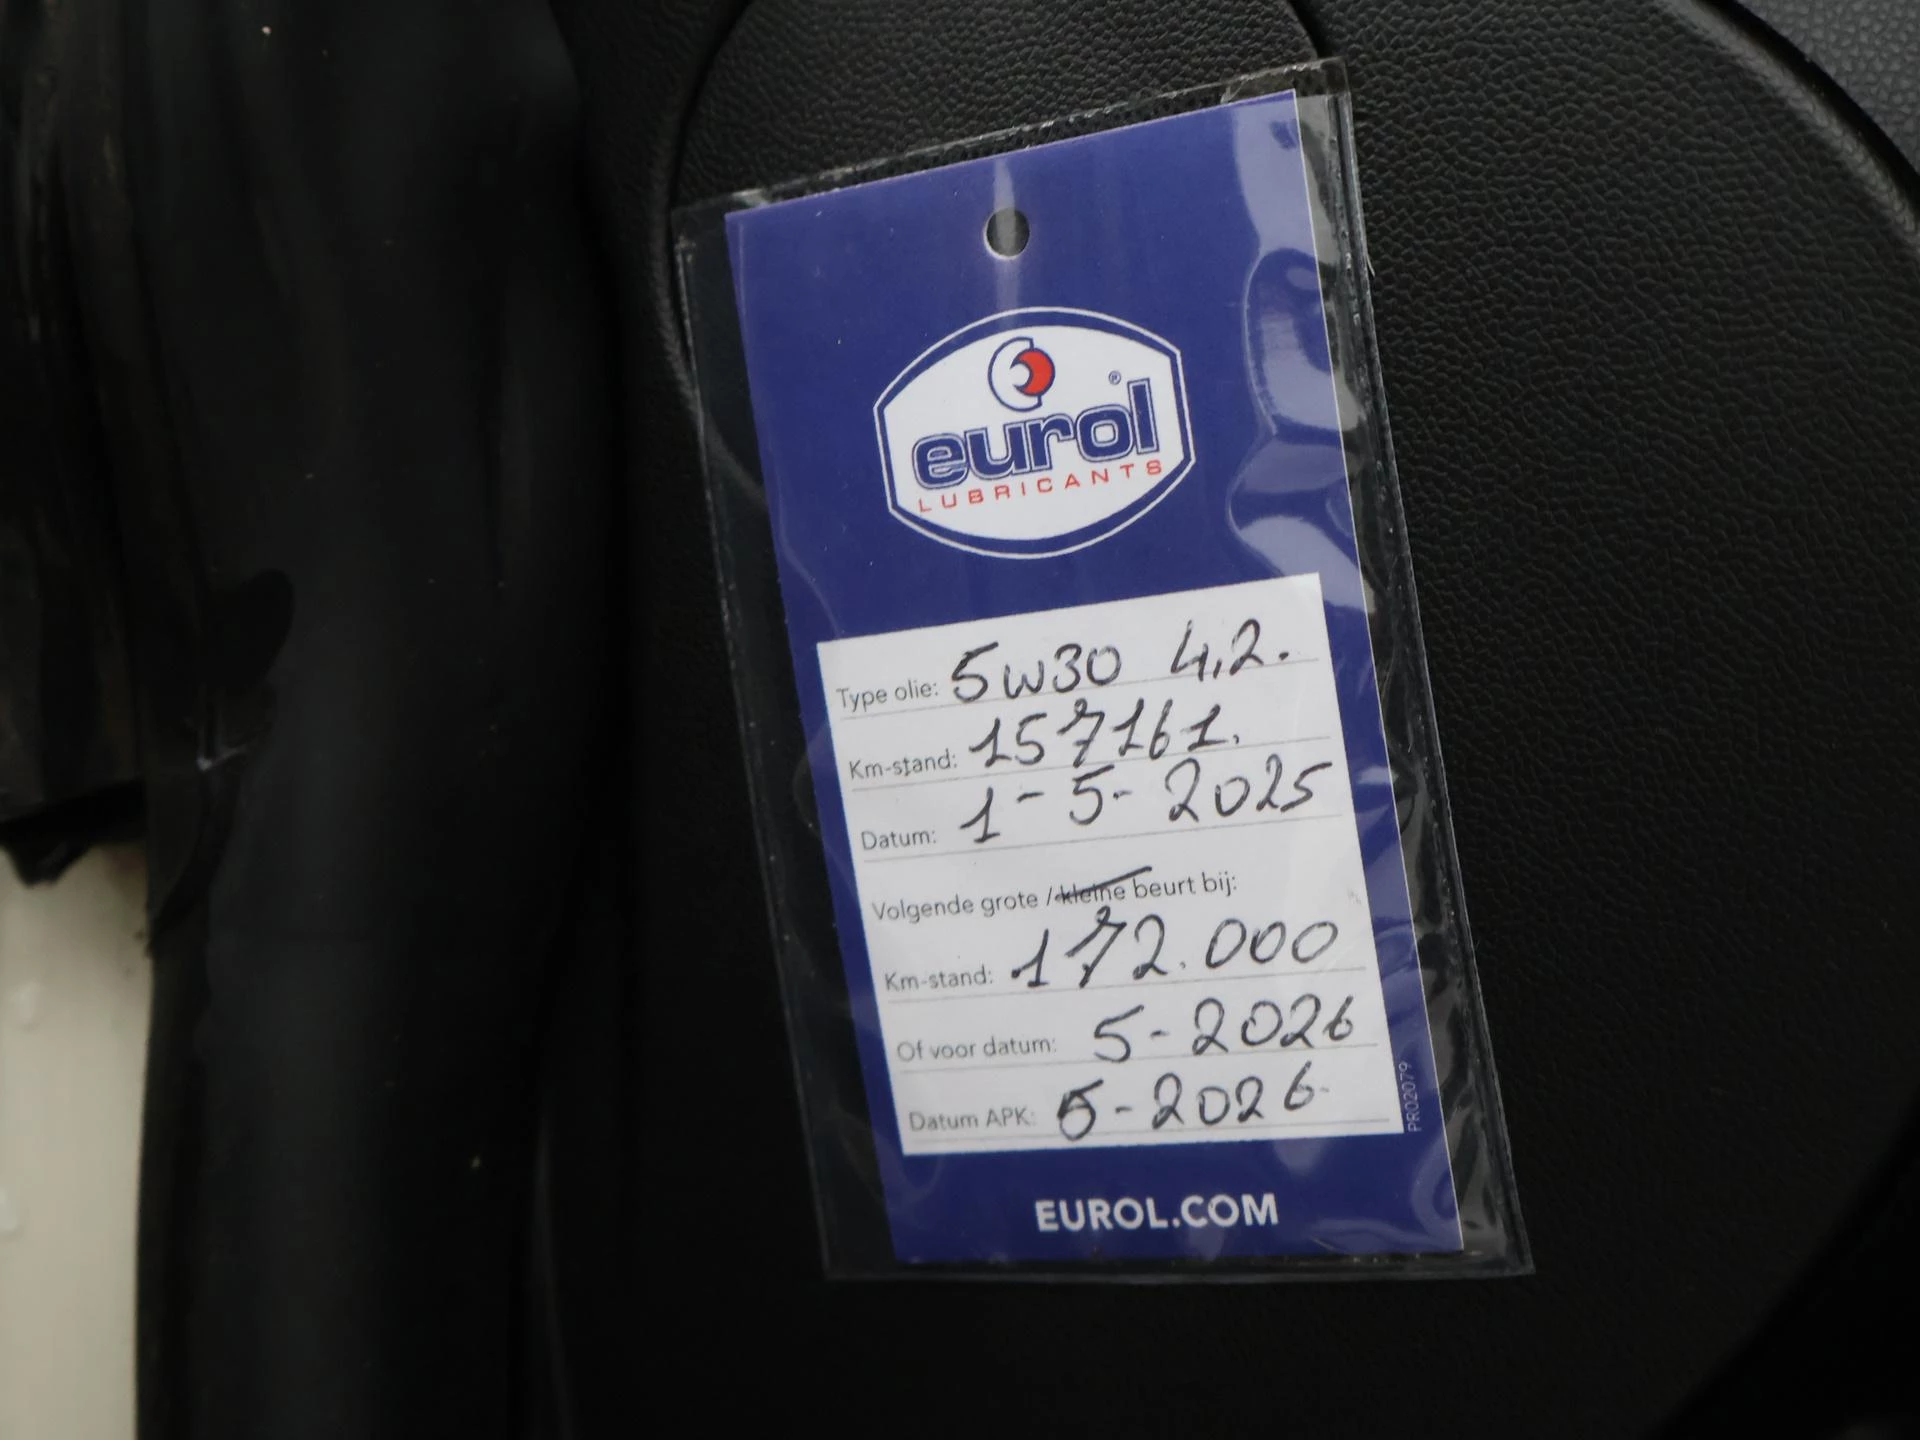 eurol®
LUBRICANTS
Type olie: 5W30 4,2.
Km-stand: 157161.
Datum: 1-5-2025
Volgende grote / kleine beurt bij:
Km-stand: 172.000
Of voor datum: 5-2026
Datum APK: 5-2026.
PR02079
EUROL.COM